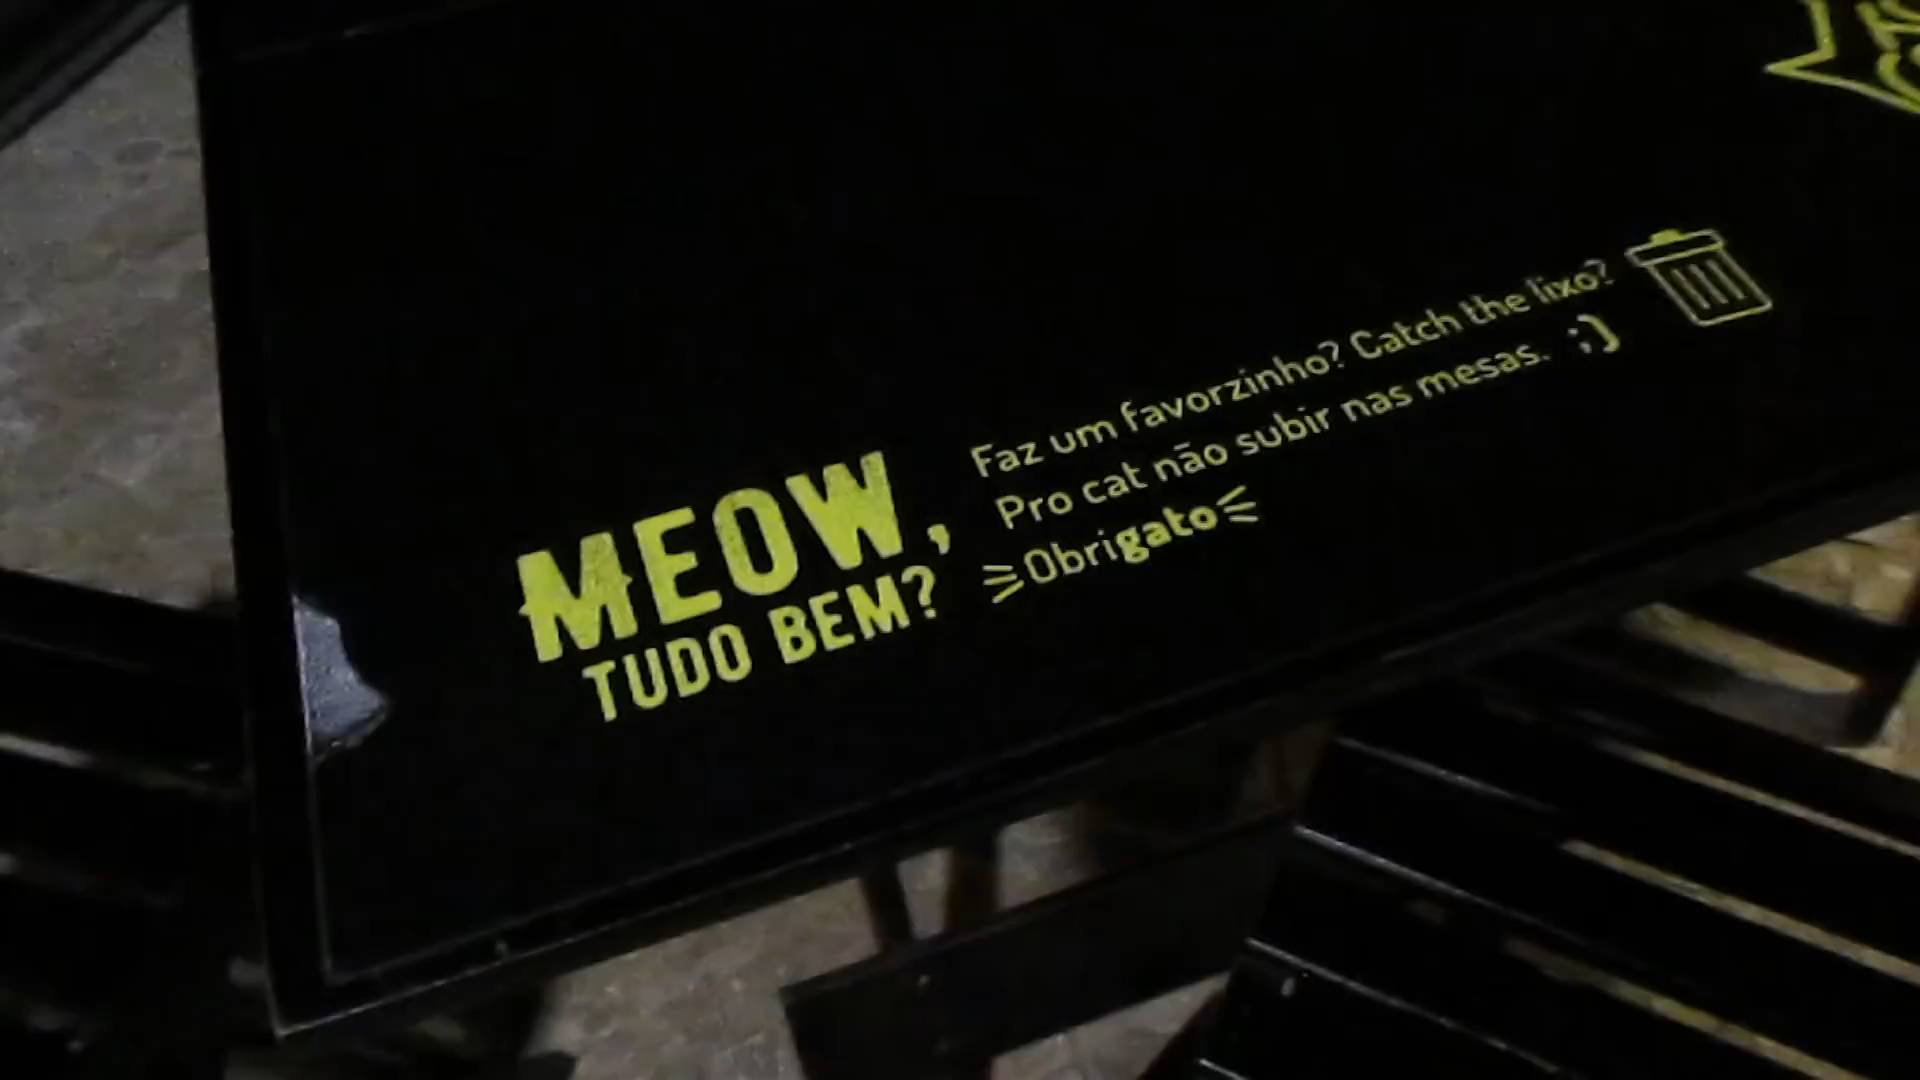 MEOW,
TUDO BEM?
Faz um favorzinho? Catch the lixo?
Pro cat não subir nas mesas. ;)
Obrigato